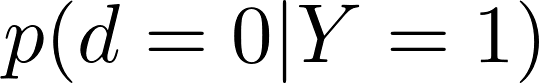 p(d = 0|Y = 1)